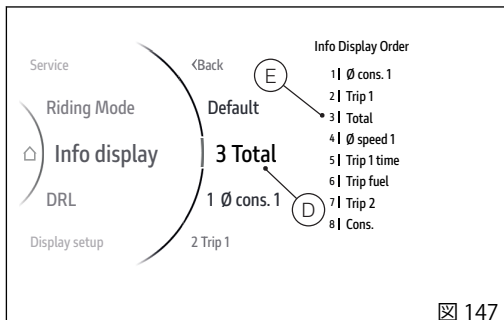 Service
Riding Mode
Info display
DRL
Display setup
<Back
Default
3 Total
1 Ø cons. 1
2 Trip 1
E
D
Info Display Order
1 Ø cons. 1
2 Trip 1
3 Total
4 Ø speed 1
5 Trip 1 time
6 Trip fuel
7 Trip 2
8 Cons.
図 147